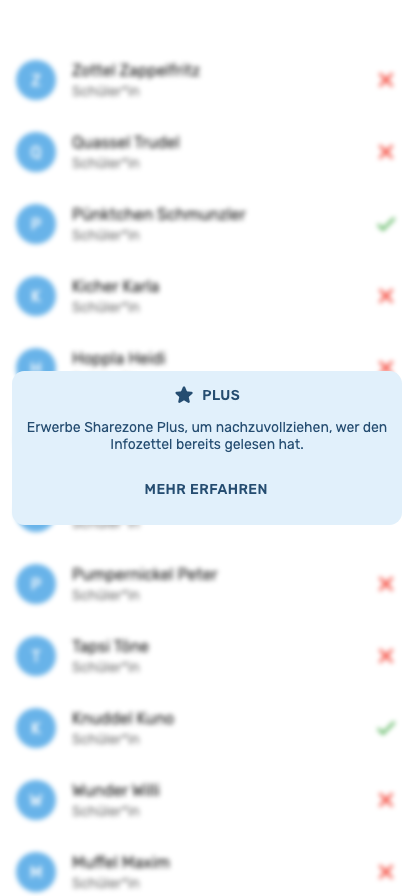 Z
Zottel Zappelfritz
Schüler*in
Q
Quassel Trudel
Schüler*in
P
Pünktchen Schmunzler
Schüler*in
K
Kicher Karla
Schüler*in
Hoppla Heidi
PLUS
Erwerbe Sharezone Plus, um nachzuvollziehen, wer den
Infozettel bereits gelesen hat.
MEHR ERFAHREN
Schüler*in
P
Pumpernickel Peter
Schüler*in
T
Tapsi Töne
Schüler*in
K
Knuddel Kuno
Schüler*in
W
Wunder Willi
Schüler*in
M
Muffel Maxim
Schüler*in